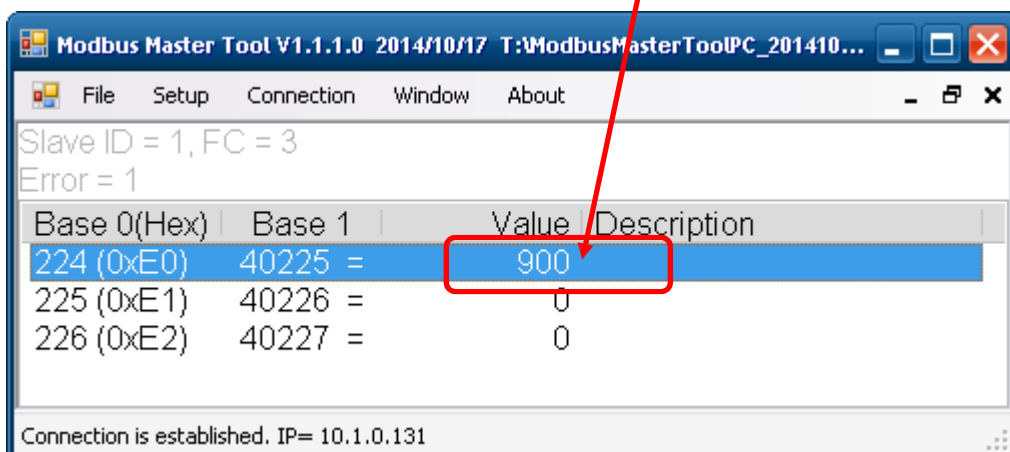 Modbus Master Tool V1.1.1.0 2014/10/17 T:\ModbusMasterToolPC_201410...
File Setup Connection Window About
Slave ID = 1, FC = 3
Error = 1
Base 0(Hex) Base 1 Value Description
224 (0xE0) 40225 = 900
225 (0xE1) 40226 = 0
226 (0xE2) 40227 = 0
Connection is established. IP= 10.1.0.131